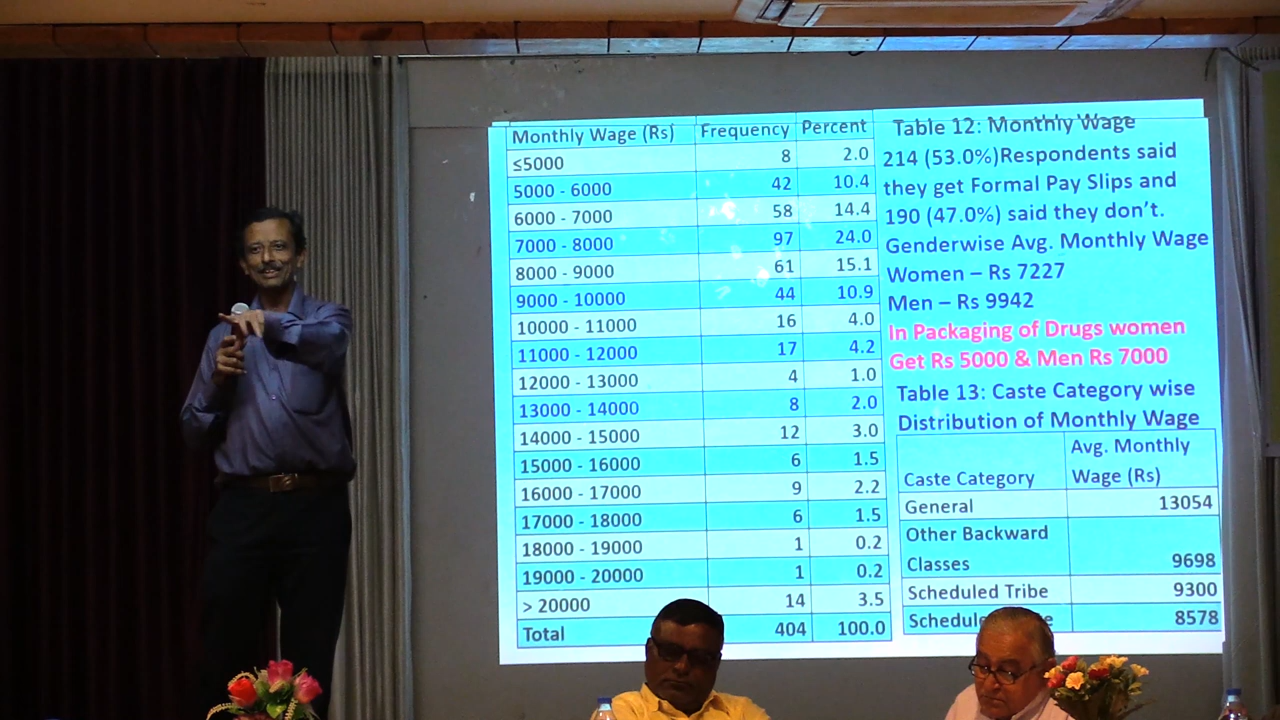 Monthly Wage (Rs) Frequency Percent
≤5000 8 2.0
5000 - 6000 42 10.4
6000 - 7000 58 14.4
7000 - 8000 97 24.0
8000 - 9000 61 15.1
9000 - 10000 44 10.9
10000 - 11000 16 4.0
11000 - 12000 17 4.2
12000 - 13000 4 1.0
13000 - 14000 8 2.0
14000 - 15000 12 3.0
15000 - 16000 6 1.5
16000 - 17000 9 2.2
17000 - 18000 6 1.5
18000 - 19000 1 0.2
19000 - 20000 1 0.2
> 20000 14 3.5
Total 404 100.0
Table 12: Monthly Wage
214 (53.0%)Respondents said
they get Formal Pay Slips and
190 (47.0%) said they don't.
Genderwise Avg. Monthly Wage
Women – Rs 7227
Men – Rs 9942
In Packaging of Drugs women
Get Rs 5000 & Men Rs 7000
Table 13: Caste Category wise
Distribution of Monthly Wage
Caste Category Avg. Monthly
Wage (Rs)
General 13054
Other Backward
Classes 9698
Scheduled Tribe 9300
8578